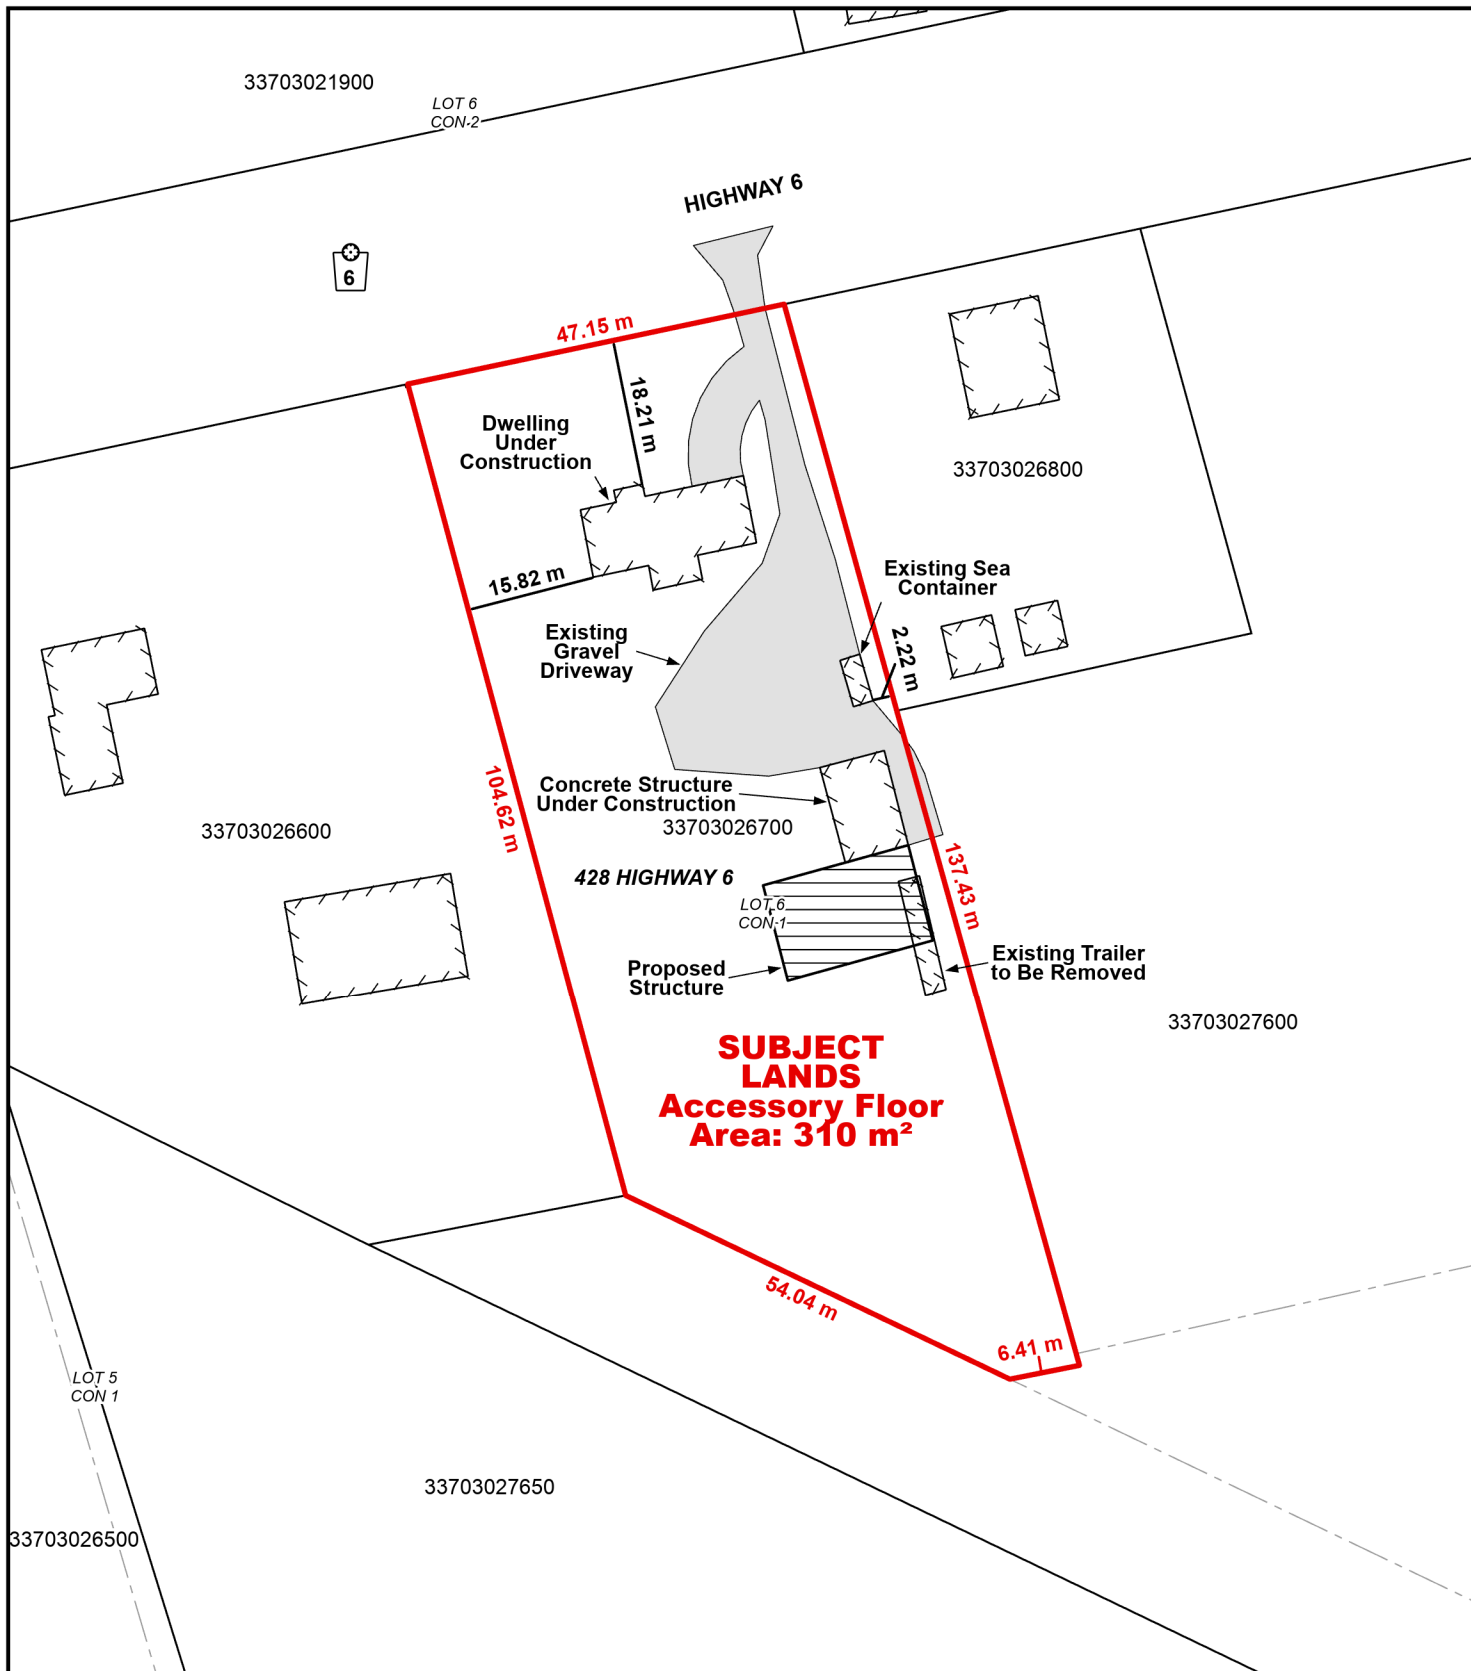 33703021900
LOT 6
CON 2
HIGHWAY 6
6
47.15 m
18.21 m
Dwelling
Under
Construction
33703026800
15.82 m
Existing Sea
Container
2.22 m
Existing
Gravel
Driveway
104.62 m
Concrete Structure
Under Construction
33703026700
33703026600
137.43 m
428 HIGHWAY 6
LOT 6
CON 1
Proposed
Structure
Existing Trailer
to Be Removed
33703027600
SUBJECT
LANDS
Accessory Floor
Area: 310 m²
54.04 m
6.41 m
LOT 5
CON 1
33703027650
33703026500